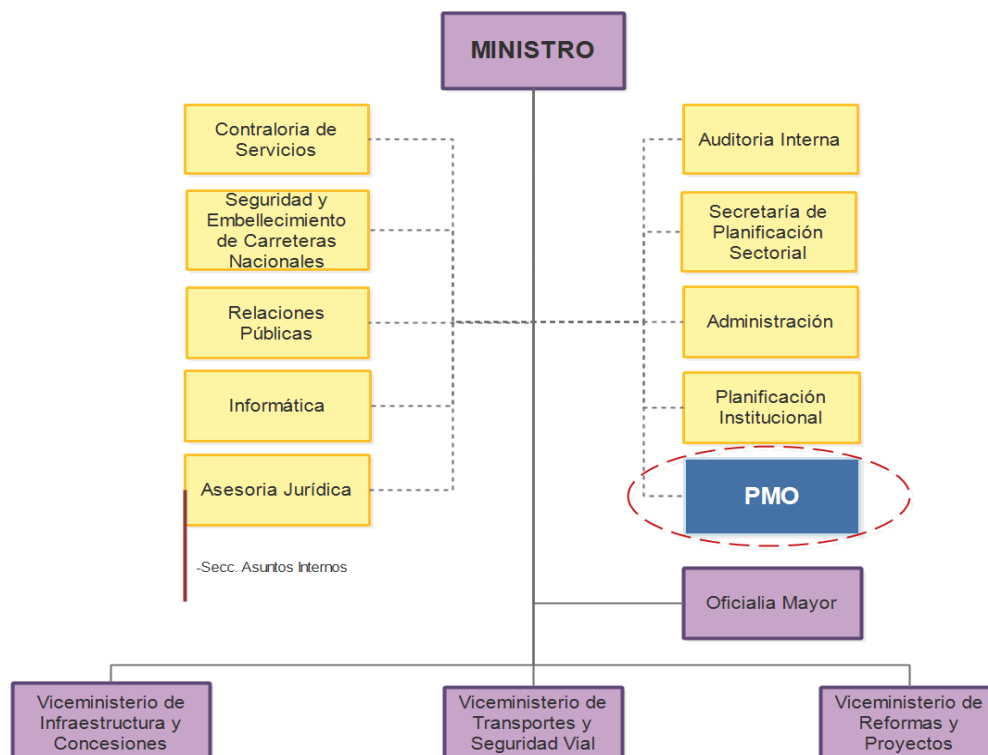 MINISTRO
Contraloria de
Servicios
Seguridad y
Embellecimiento
de Carreteras
Nacionales
Relaciones
Públicas
Informática
Asesoria Jurídica
-Secc. Asuntos Internos
Auditoria Interna
Secretaría de
Planificación
Sectorial
Administración
Planificación
Institucional
PMO
Oficialia Mayor
Viceministerio de
Infraestructura y
Concesiones
Viceministerio de
Transportes y
Seguridad Vial
Viceministerio de
Reformas y
Proyectos